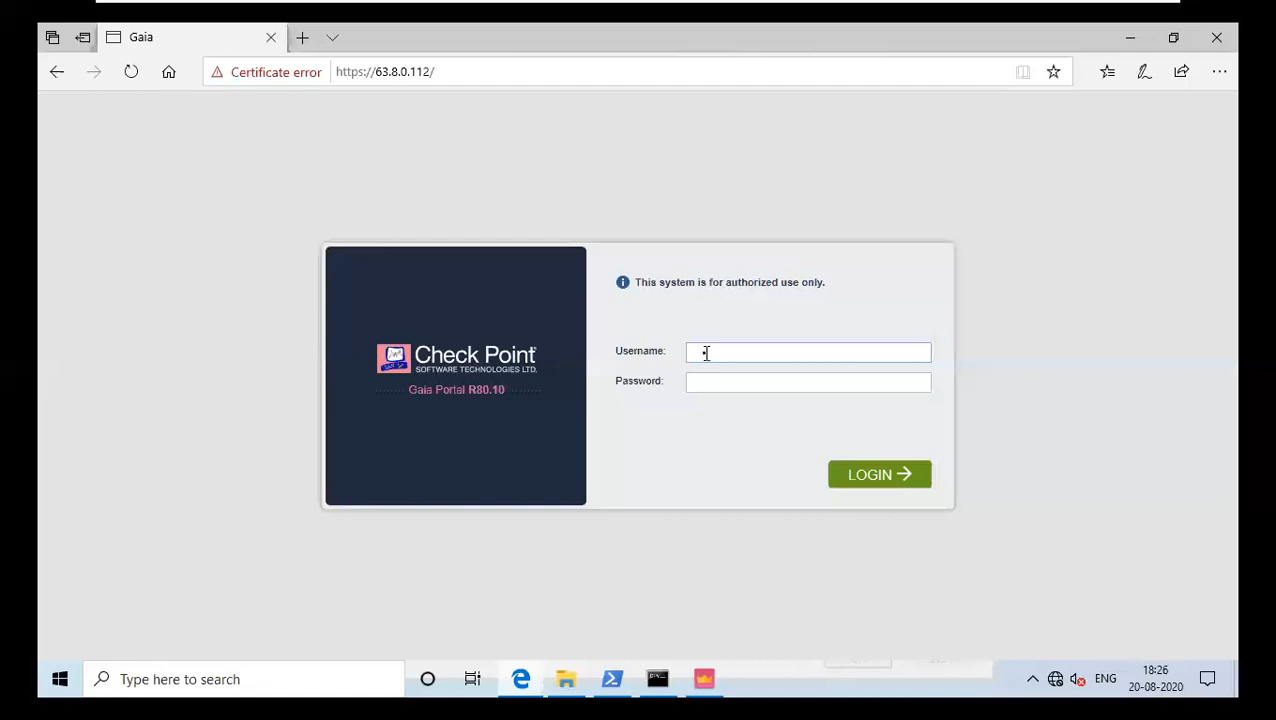 Gaia
Certificate error
https://63.8.0.112/
This system is for authorized use only.
Username:
Check Point
SOFTWARE TECHNOLOGIES LTD.
Password:
Gaia Portal R80.10
LOGIN
Type here to search
ENG
18:26
20-08-2020